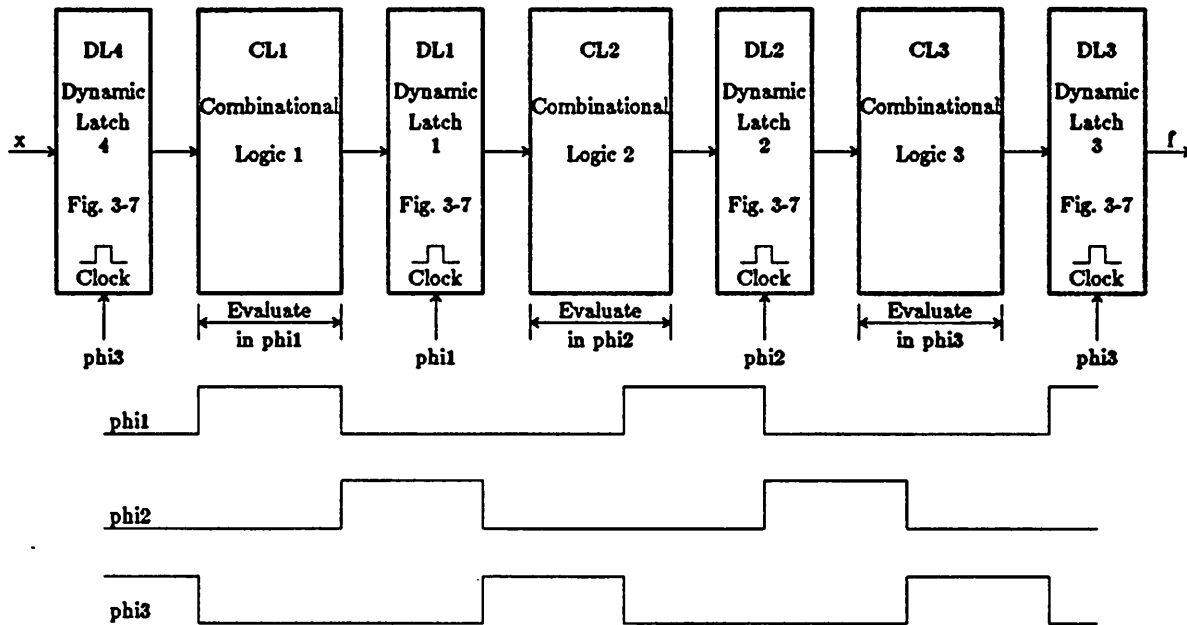 DL4
Dynamic
Latch
4
Fig. 3-7
Clock
CL1
Combinational
Logic 1
DL1
Dynamic
Latch
1
Fig. 3-7
Clock
CL2
Combinational
Logic 2
DL2
Dynamic
Latch
2
Fig. 3-7
Clock
CL3
Combinational
Logic 3
DL3
Dynamic
Latch
3
Fig. 3-7
Clock
x
f
Evaluate
in phi1
Evaluate
in phi2
Evaluate
in phi3
phi3
phi1
phi2
phi3
phi1
phi2
phi3